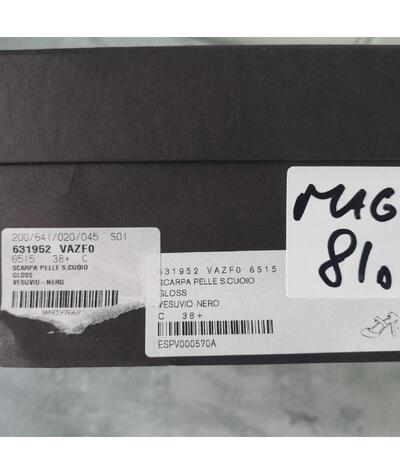 MAG
810
200/641/020/045 S01
631952 VAZF0
6515 38+ C
SCARPA PELLE S.CUOIO
GLOSS
VESUVIO-NERO
631952 VAZF0 6515
SCARPA PELLE S.CUOIO
GLOSS
VESUVIO NERO
C 38+
ESPV000570A